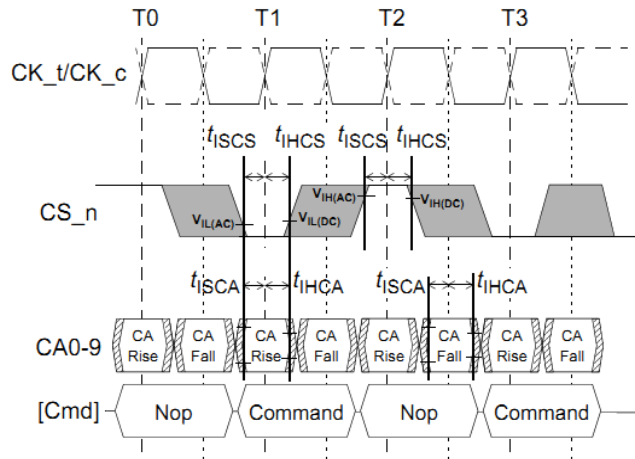 T0 T1 T2 T3
CK_t/CK_c
tISCS tIHCS tISCS tIHCS
CS_n
VIL(AC) VIL(DC) VIH(AC) VIH(DC)
tISCA tIHCA tISCA tIHCA
CA0-9
CA Rise CA Fall CA Rise CA Fall CA Rise CA Fall CA Rise CA Fall
[Cmd] Nop Command Nop Command